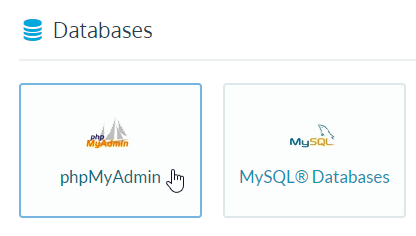 Databases
php
MyAdmin
phpMyAdmin
MySQL
MySQL® Databases